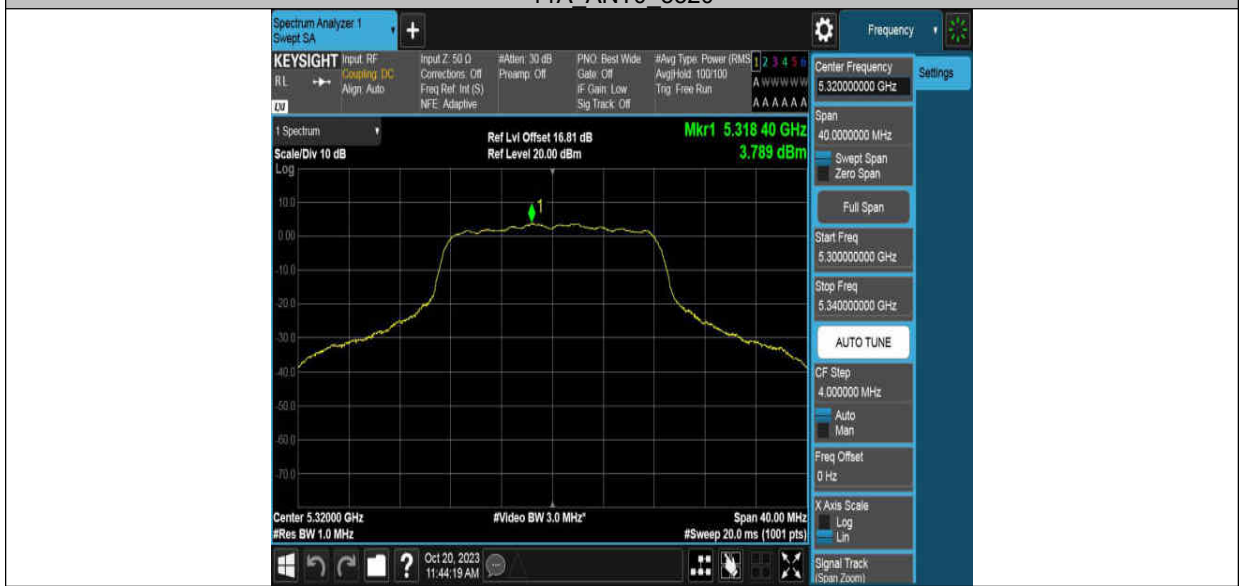 11A_ANT0_5320
Spectrum Analyzer 1
Swept SA
Frequency
KEYSIGHT
RL
Input: RF
Coupling: DC
Align: Auto
Input Z: 50 Ω
Corrections: Off
Freq Ref: Int (S)
NFE: Adaptive
#Atten: 30 dB
Preamp: Off
PNO: Best Wide
Gate: Off
IF Gain: Low
Sig Track: Off
#Avg Type: Power (RMS
Avg|Hold: 100/100
Trig: Free Run
1 2 3 4 5 6
A W W W W W
A A A A A A
1 Spectrum
Scale/Div 10 dB
Log
Ref Lvl Offset 16.81 dB
Ref Level 20.00 dBm
Mkr1 5.318 40 GHz
3.789 dBm
1
10.0
0.00
-10.0
-20.0
-30.0
-40.0
-50.0
-60.0
-70.0
Center 5.32000 GHz
#Res BW 1.0 MHz
#Video BW 3.0 MHz*
Span 40.00 MHz
#Sweep 20.0 ms (1001 pts)
Oct 20, 2023
11:44:19 AM
Center Frequency
5.320000000 GHz
Settings
Span
40.0000000 MHz
Swept Span
Zero Span
Full Span
Start Freq
5.300000000 GHz
Stop Freq
5.340000000 GHz
AUTO TUNE
CF Step
4.000000 MHz
Auto
Man
Freq Offset
0 Hz
X Axis Scale
Log
Lin
Signal Track
(Span Zoom)